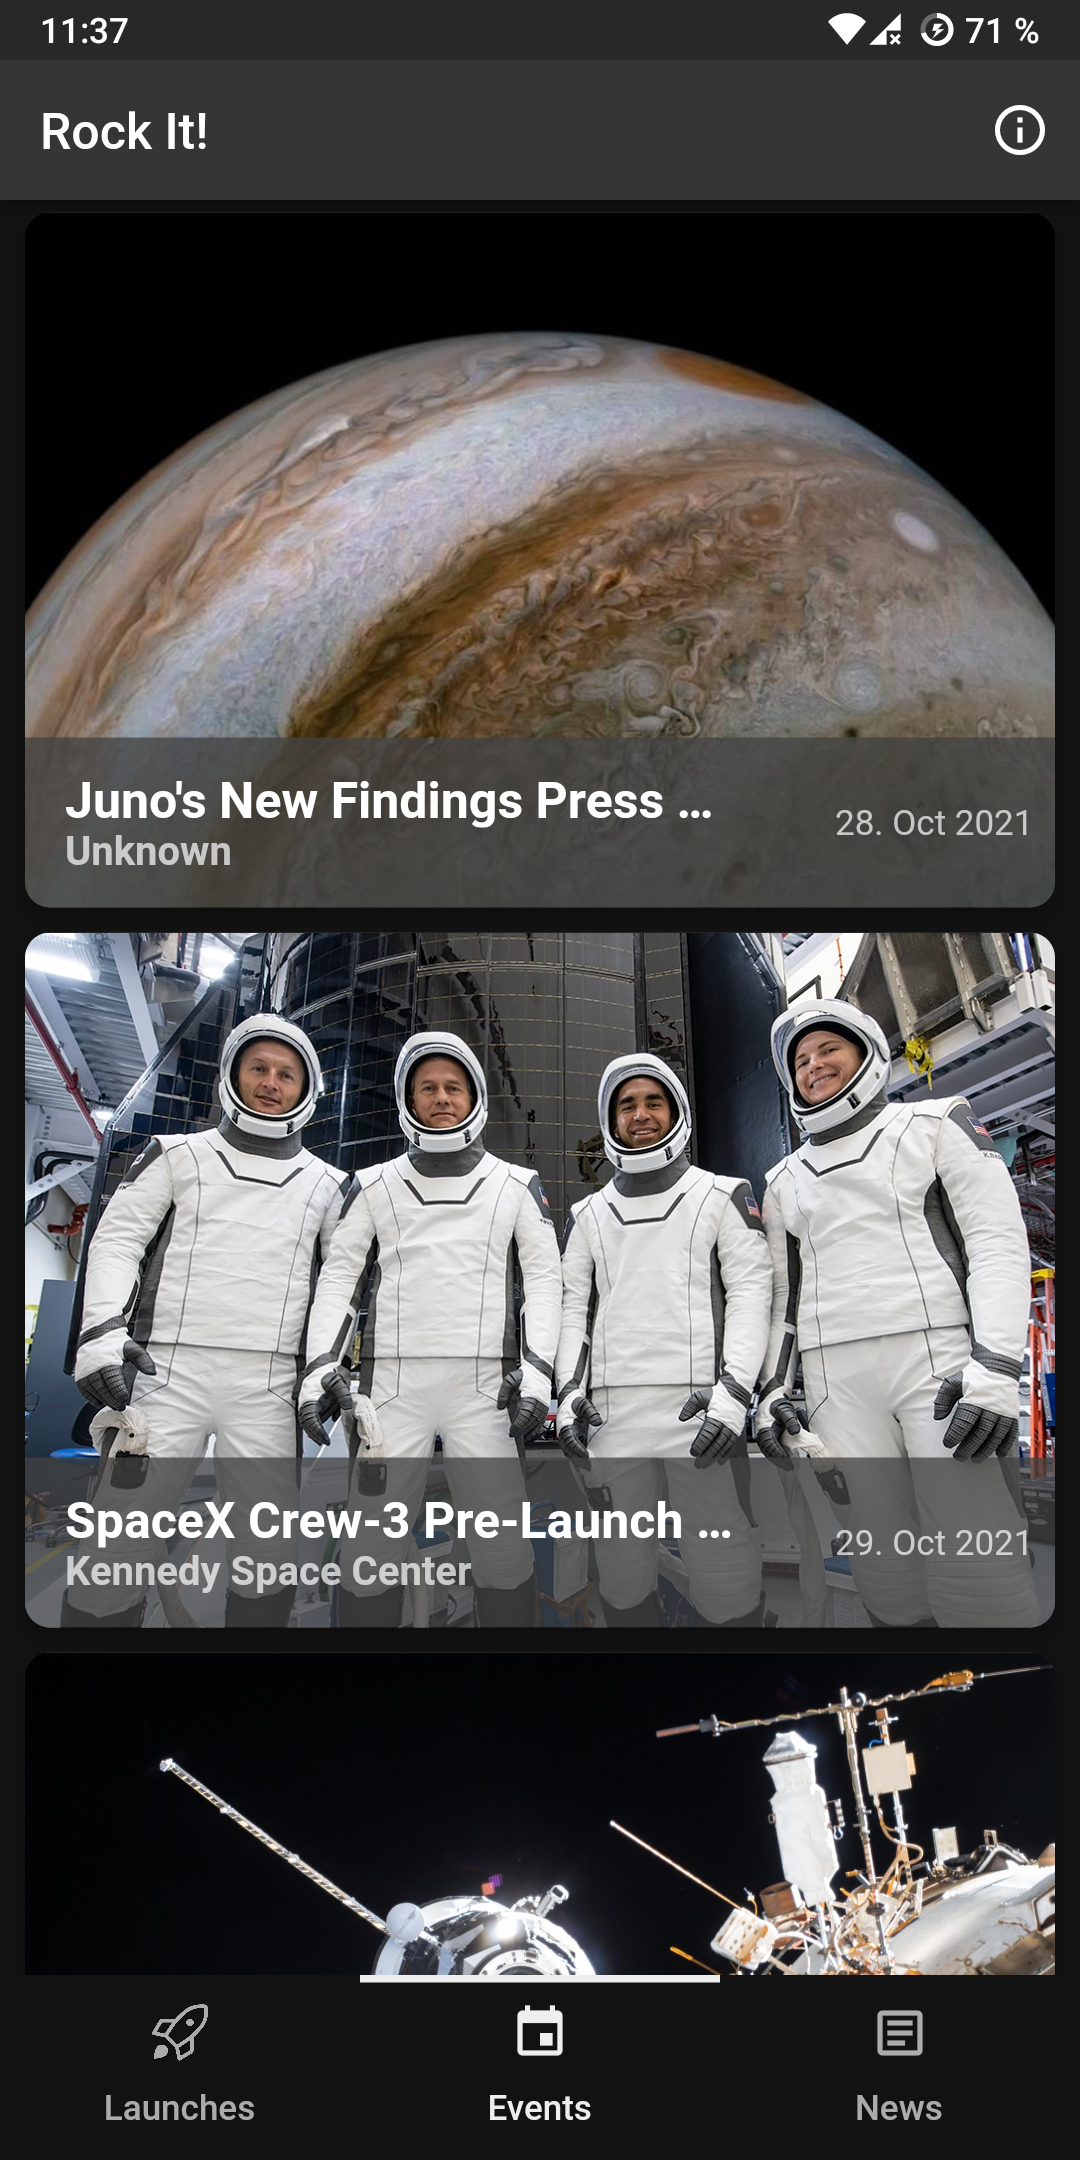 11:37
71 %
Rock It!
Juno's New Findings Press ...
Unknown
28. Oct 2021
SpaceX Crew-3 Pre-Launch ...
Kennedy Space Center
29. Oct 2021
Launches
Events
News